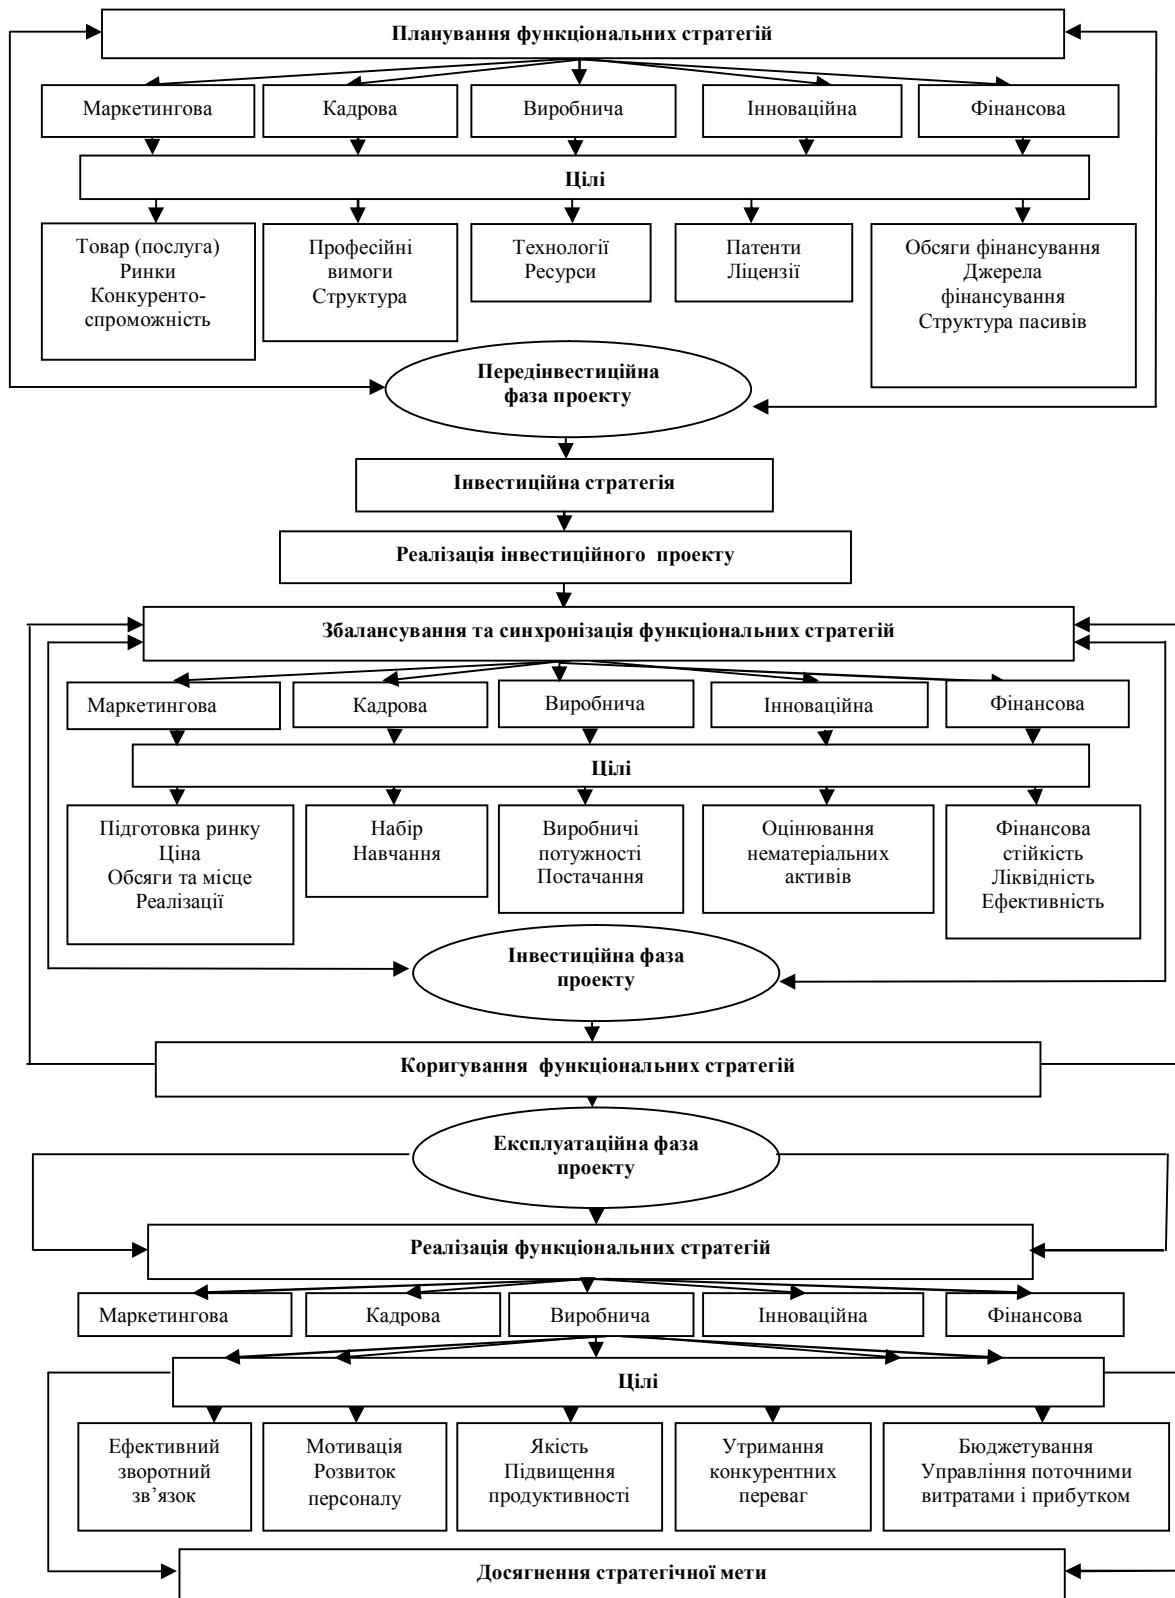 Планування функціональних стратегій
Маркетингова
Кадрова
Виробнича
Інноваційна
Фінансова
Цілі
Товар (послуга)
Ринки
Конкуренто-
спроможність
Професійні
вимоги
Структура
Технології
Ресурси
Патенти
Ліцензії
Обсяги фінансування
Джерела
фінансування
Структура пасивів
Передінвестиційна
фаза проекту
Інвестиційна стратегія
Реалізація інвестиційного проекту
Збалансування та синхронізація функціональних стратегій
Маркетингова
Кадрова
Виробнича
Інноваційна
Фінансова
Цілі
Підготовка ринку
Ціна
Обсяги та місце
Реалізації
Набір
Навчання
Виробничі
потужності
Постачання
Оцінювання
нематеріальних
активів
Фінансова
стійкість
Ліквідність
Ефективність
Інвестиційна фаза
проекту
Коригування функціональних стратегій
Експлуатаційна фаза
проекту
Реалізація функціональних стратегій
Маркетингова
Кадрова
Виробнича
Інноваційна
Фінансова
Цілі
Ефективний
зворотний
зв’язок
Мотивація
Розвиток
персоналу
Якість
Підвищення
продуктивності
Утримання
конкурентних
переваг
Бюджетування
Управління поточними
витратами і прибутком
Досягнення стратегічної мети